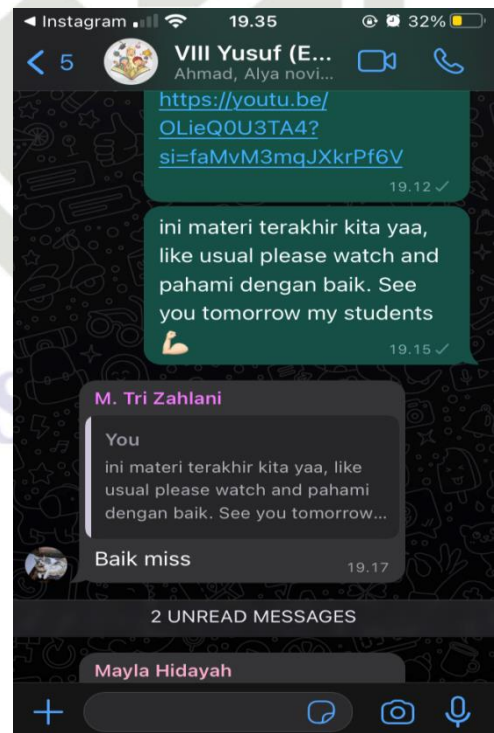 ◄ Instagram 19.35 32%
5 VIII Yusuf (E...
Ahmad, Alya novi...
https://youtu.be/
OLieQ0U3TA4?
si=faMvM3mqJXkrPf6V
19.12 ✓
ini materi terakhir kita yaa,
like usual please watch and
pahami dengan baik. See
you tomorrow my students
💪🏻
19.15 ✓
M. Tri Zahlani
You
ini materi terakhir kita yaa, like
usual please watch and pahami
dengan baik. See you tomorrow...
Baik miss
19.17
2 UNREAD MESSAGES
Mayla Hidayah